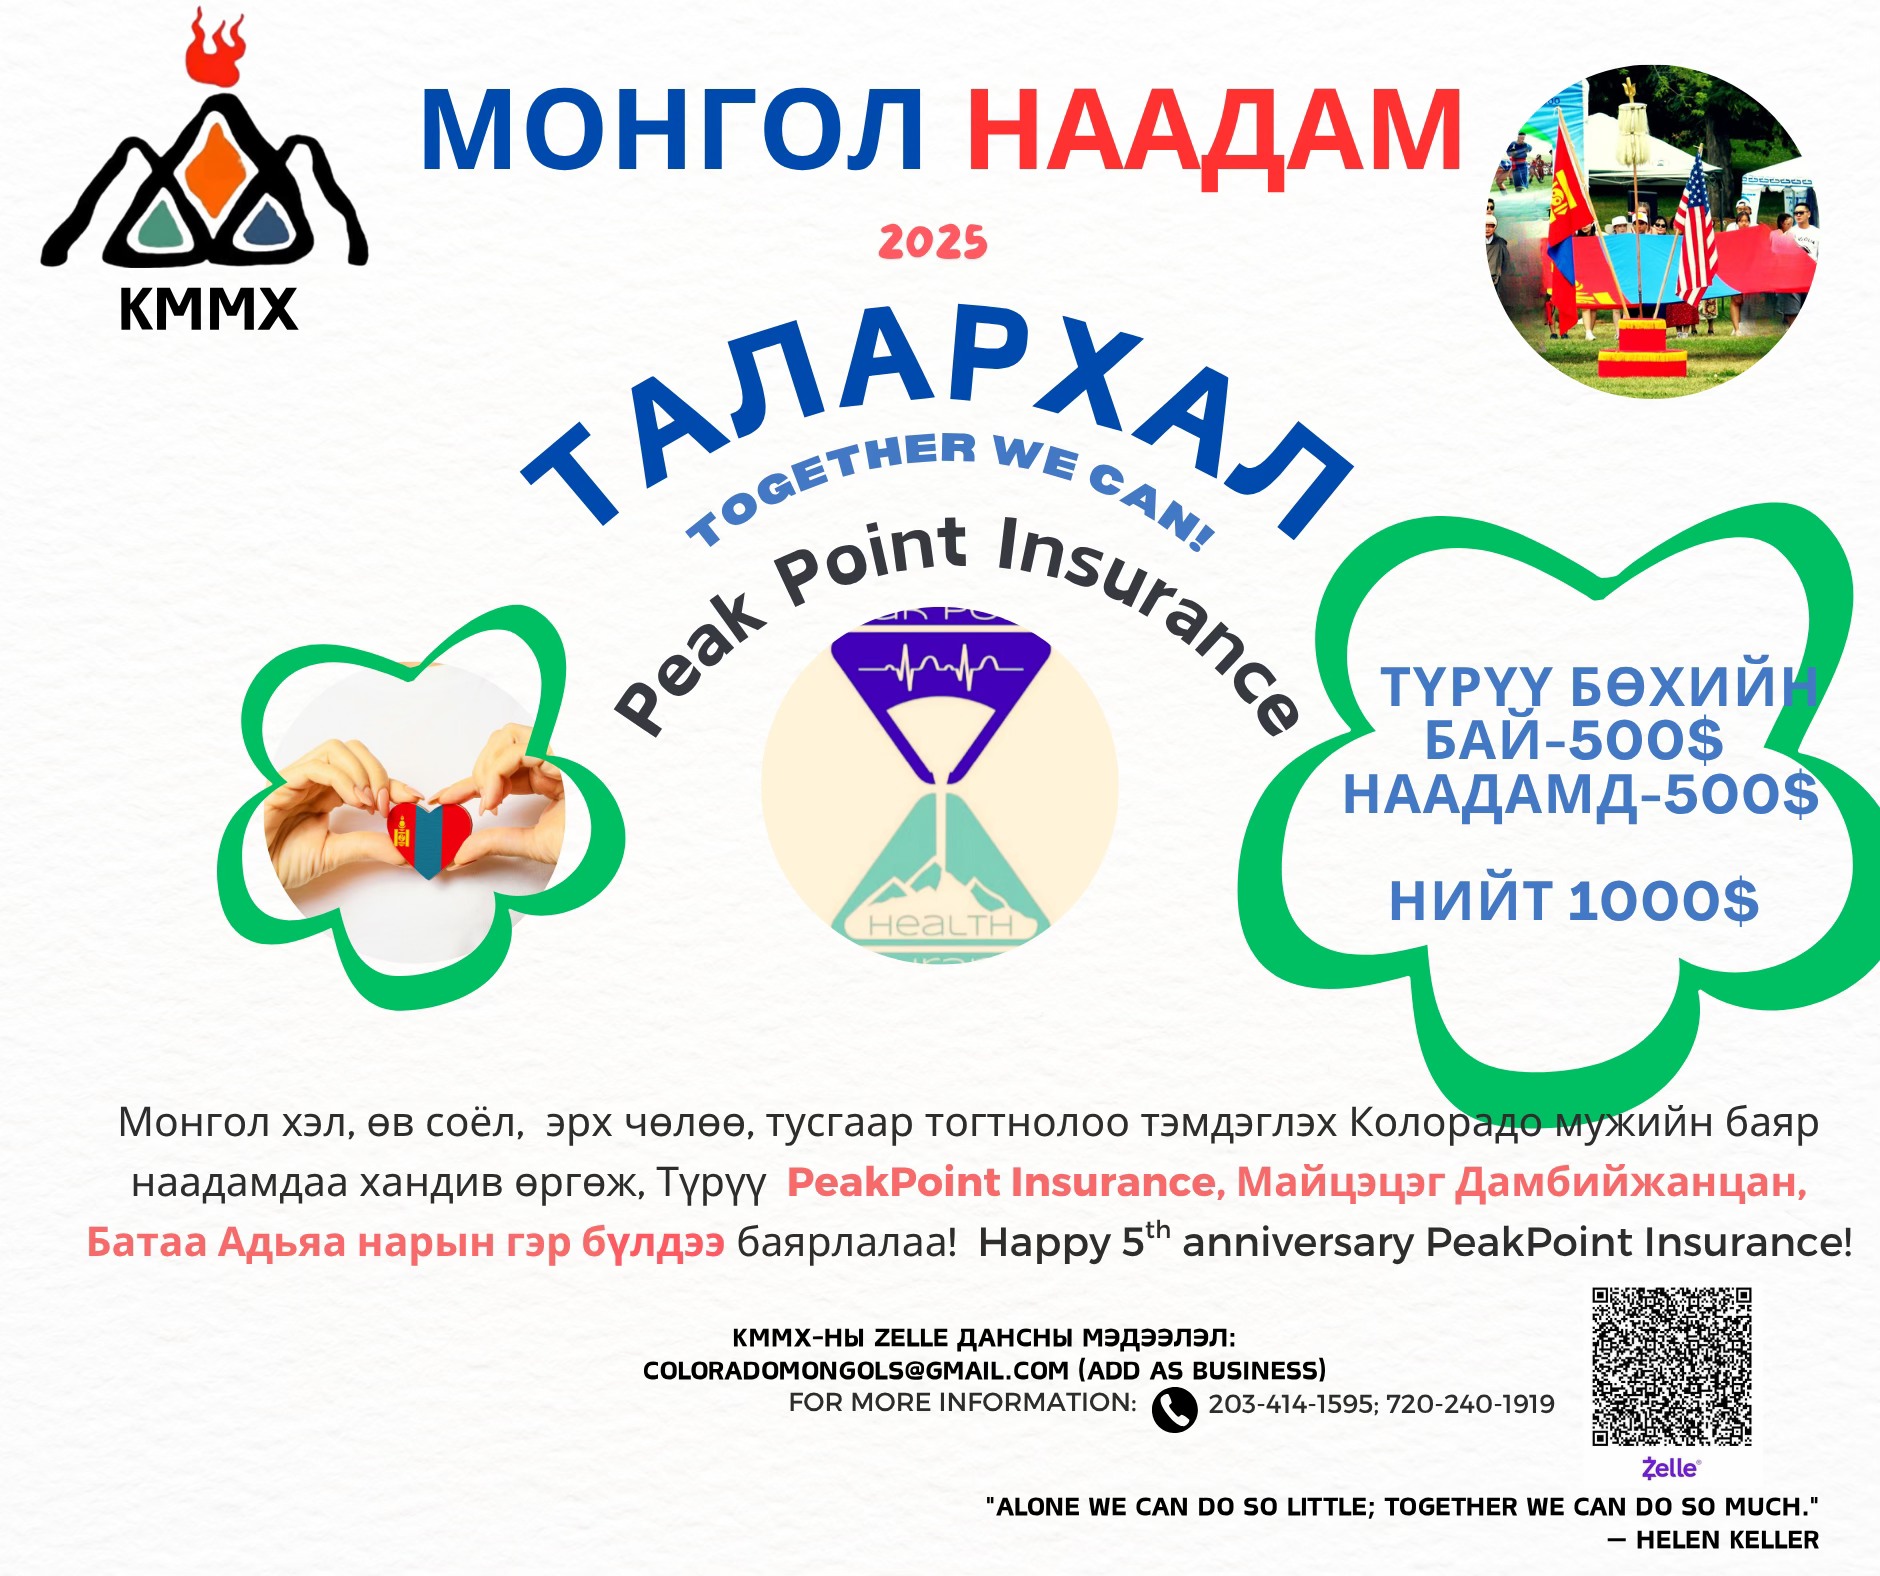 KMMX
МОНГОЛ НААДАМ
2025
ТАЛАРХАЛ
TOGETHER WE CAN!
Peak Point Insurance
HEALTH
ТҮРҮҮ БӨХИЙН
БАЙ-500$
НААДАМД-500$
НИЙТ 1000$
Монгол хэл, өв соёл, эрх чөлөө, тусгаар тогтнолоо тэмдэглэх Колорадо мужийн баяр
наадамдаа хандив өргөж, Түрүү PeakPoint Insurance, Майцэцэг Дамбийжанцан,
Батаа Адьяа нарын гэр бүлдээ баярлалаа! Happy 5th anniversary PeakPoint Insurance!
КММХ-НЫ ZELLE ДАНСНЫ МЭДЭЭЛЭЛ:
COLORADOMONGOLS@GMAIL.COM (ADD AS BUSINESS)
FOR MORE INFORMATION: 203-414-1595; 720-240-1919
Zelle®
"ALONE WE CAN DO SO LITTLE; TOGETHER WE CAN DO SO MUCH."
— HELEN KELLER